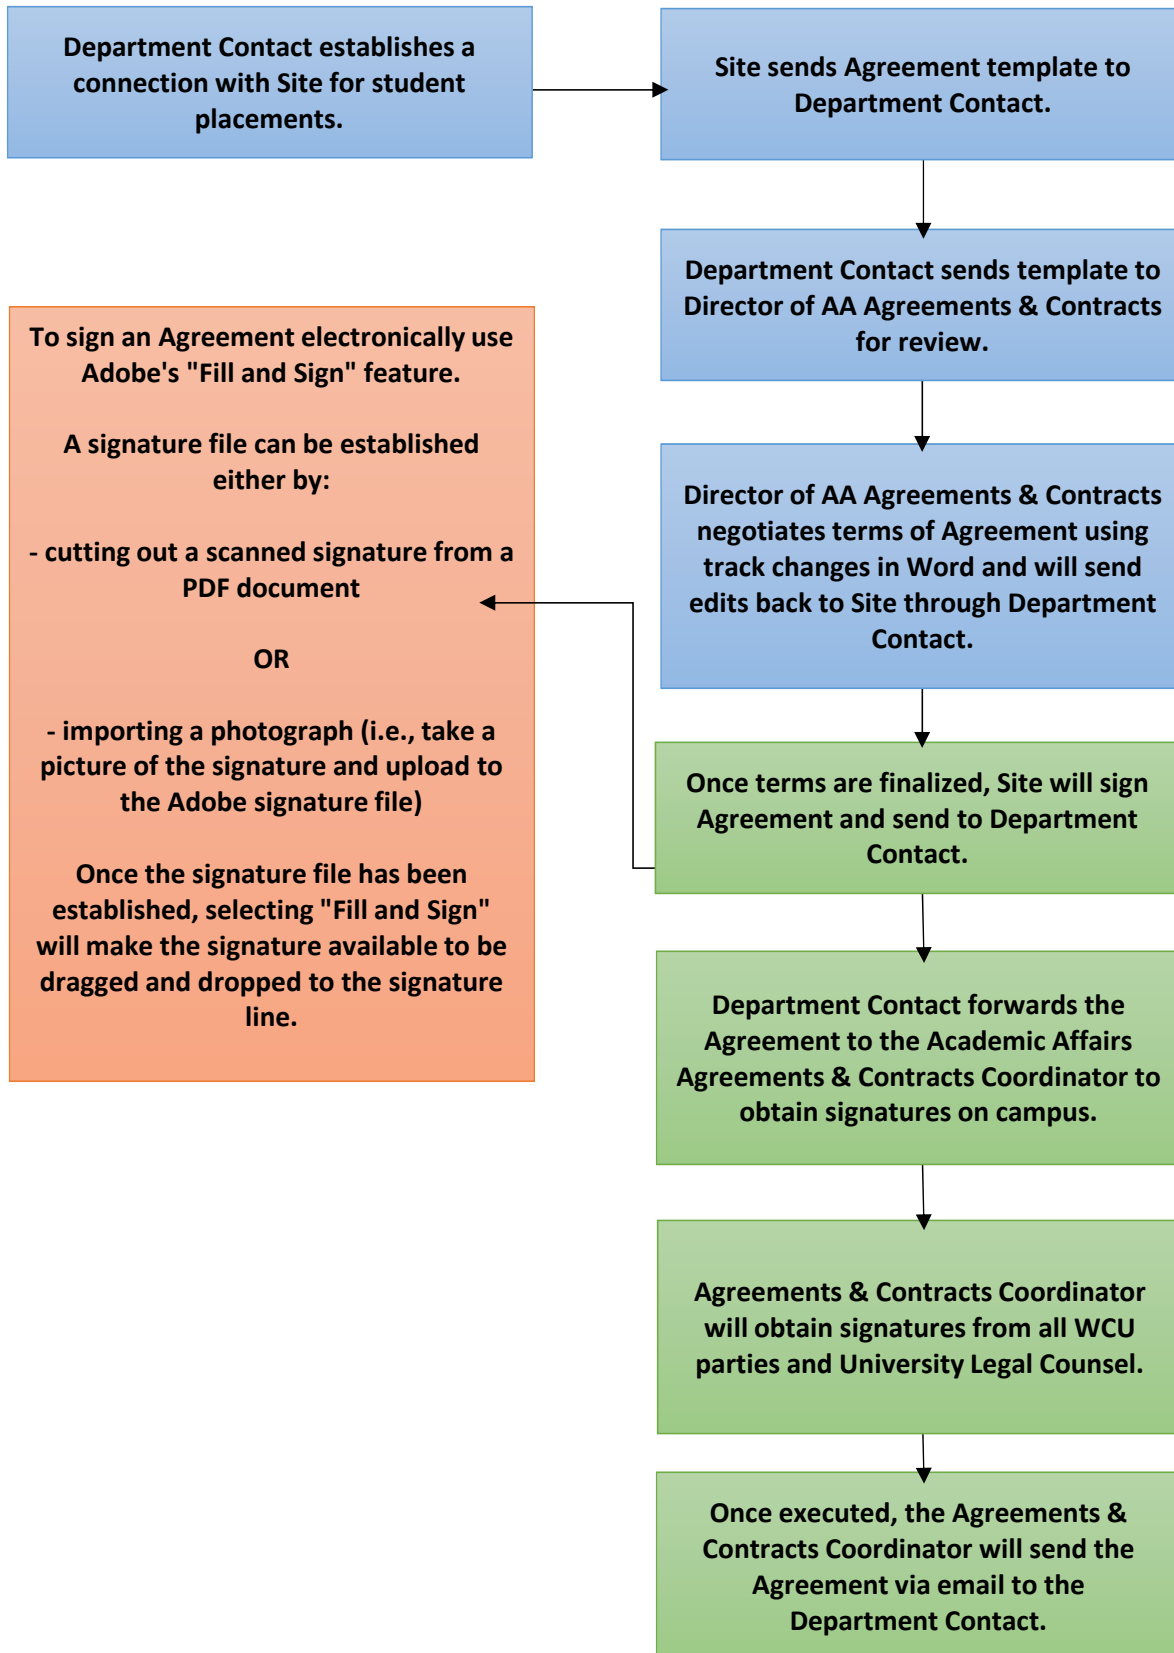 Department Contact establishes a
connection with Site for student
placements.
Site sends Agreement template to
Department Contact.
Department Contact sends template to
Director of AA Agreements & Contracts
for review.
Director of AA Agreements & Contracts
negotiates terms of Agreement using
track changes in Word and will send
edits back to Site through Department
Contact.
Once terms are finalized, Site will sign
Agreement and send to Department
Contact.
To sign an Agreement electronically use
Adobe's "Fill and Sign" feature.
A signature file can be established
either by:
- cutting out a scanned signature from a
PDF document
OR
- importing a photograph (i.e., take a
picture of the signature and upload to
the Adobe signature file)
Once the signature file has been
established, selecting "Fill and Sign"
will make the signature available to be
dragged and dropped to the signature
line.
Department Contact forwards the
Agreement to the Academic Affairs
Agreements & Contracts Coordinator to
obtain signatures on campus.
Agreements & Contracts Coordinator
will obtain signatures from all WCU
parties and University Legal Counsel.
Once executed, the Agreements &
Contracts Coordinator will send the
Agreement via email to the
Department Contact.